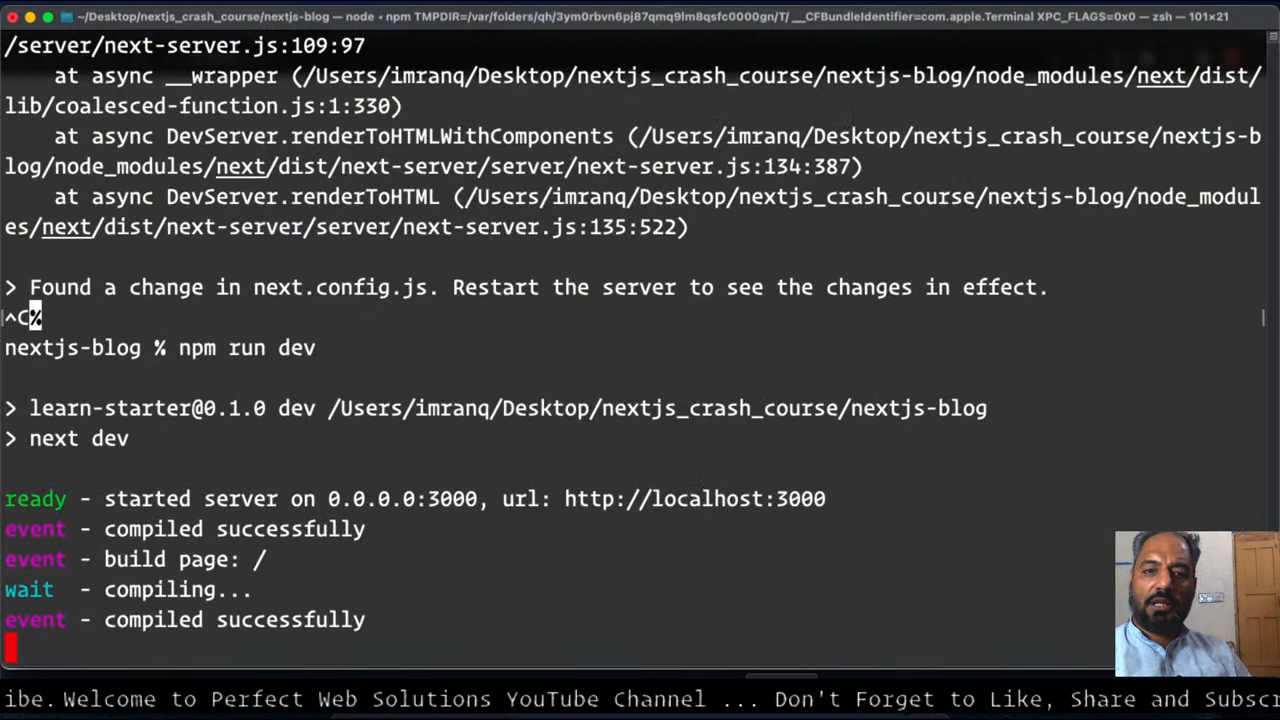 ~/Desktop/nextjs_crash_course/nextjs-blog — node • npm TMPDIR=/var/folders/qh/3ym0rbvn6pj87qmq9lm8qsfc0000gn/T/ __CFBundleIdentifier=com.apple.Terminal XPC_FLAGS=0x0 — zsh — 101×21
/server/next-server.js:109:97
    at async __wrapper (/Users/imranq/Desktop/nextjs_crash_course/nextjs-blog/node_modules/next/dist/
lib/coalesced-function.js:1:330)
    at async DevServer.renderToHTMLWithComponents (/Users/imranq/Desktop/nextjs_crash_course/nextjs-b
log/node_modules/next/dist/next-server/server/next-server.js:134:387)
    at async DevServer.renderToHTML (/Users/imranq/Desktop/nextjs_crash_course/nextjs-blog/node_modul
es/next/dist/next-server/server/next-server.js:135:522)
> Found a change in next.config.js. Restart the server to see the changes in effect.
^C%
nextjs-blog % npm run dev
> learn-starter@0.1.0 dev /Users/imranq/Desktop/nextjs_crash_course/nextjs-blog
> next dev
ready - started server on 0.0.0.0:3000, url: http://localhost:3000
event - compiled successfully
event - build page: /
wait  - compiling...
event - compiled successfully
ibe. Welcome to Perfect Web Solutions YouTube Channel ... Don't Forget to Like, Share and Subscr